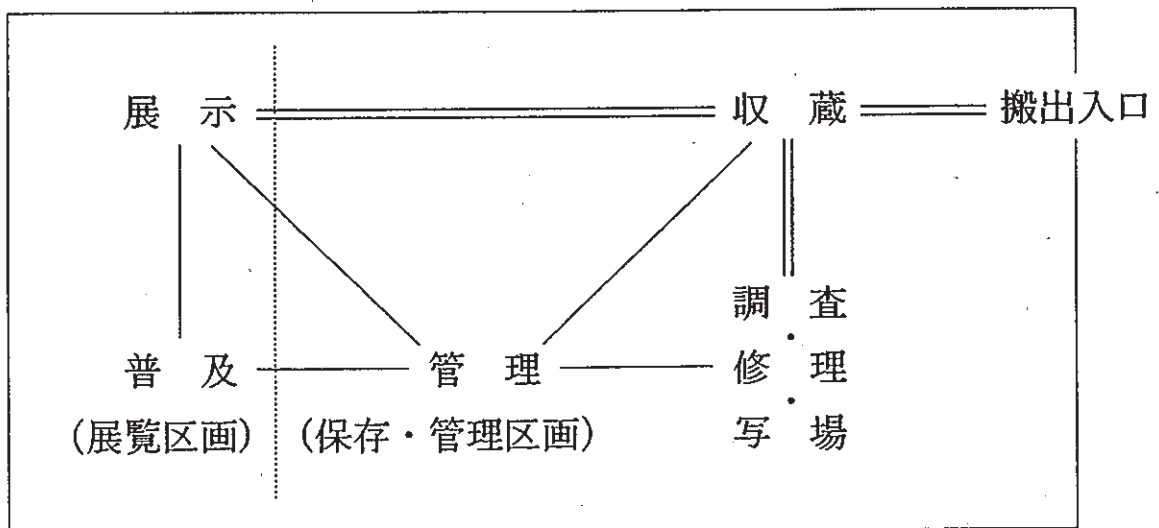 展示
収蔵
搬出入口
調査・
修理・
写場
普及
管理
(展覧区画)
(保存・管理区画)